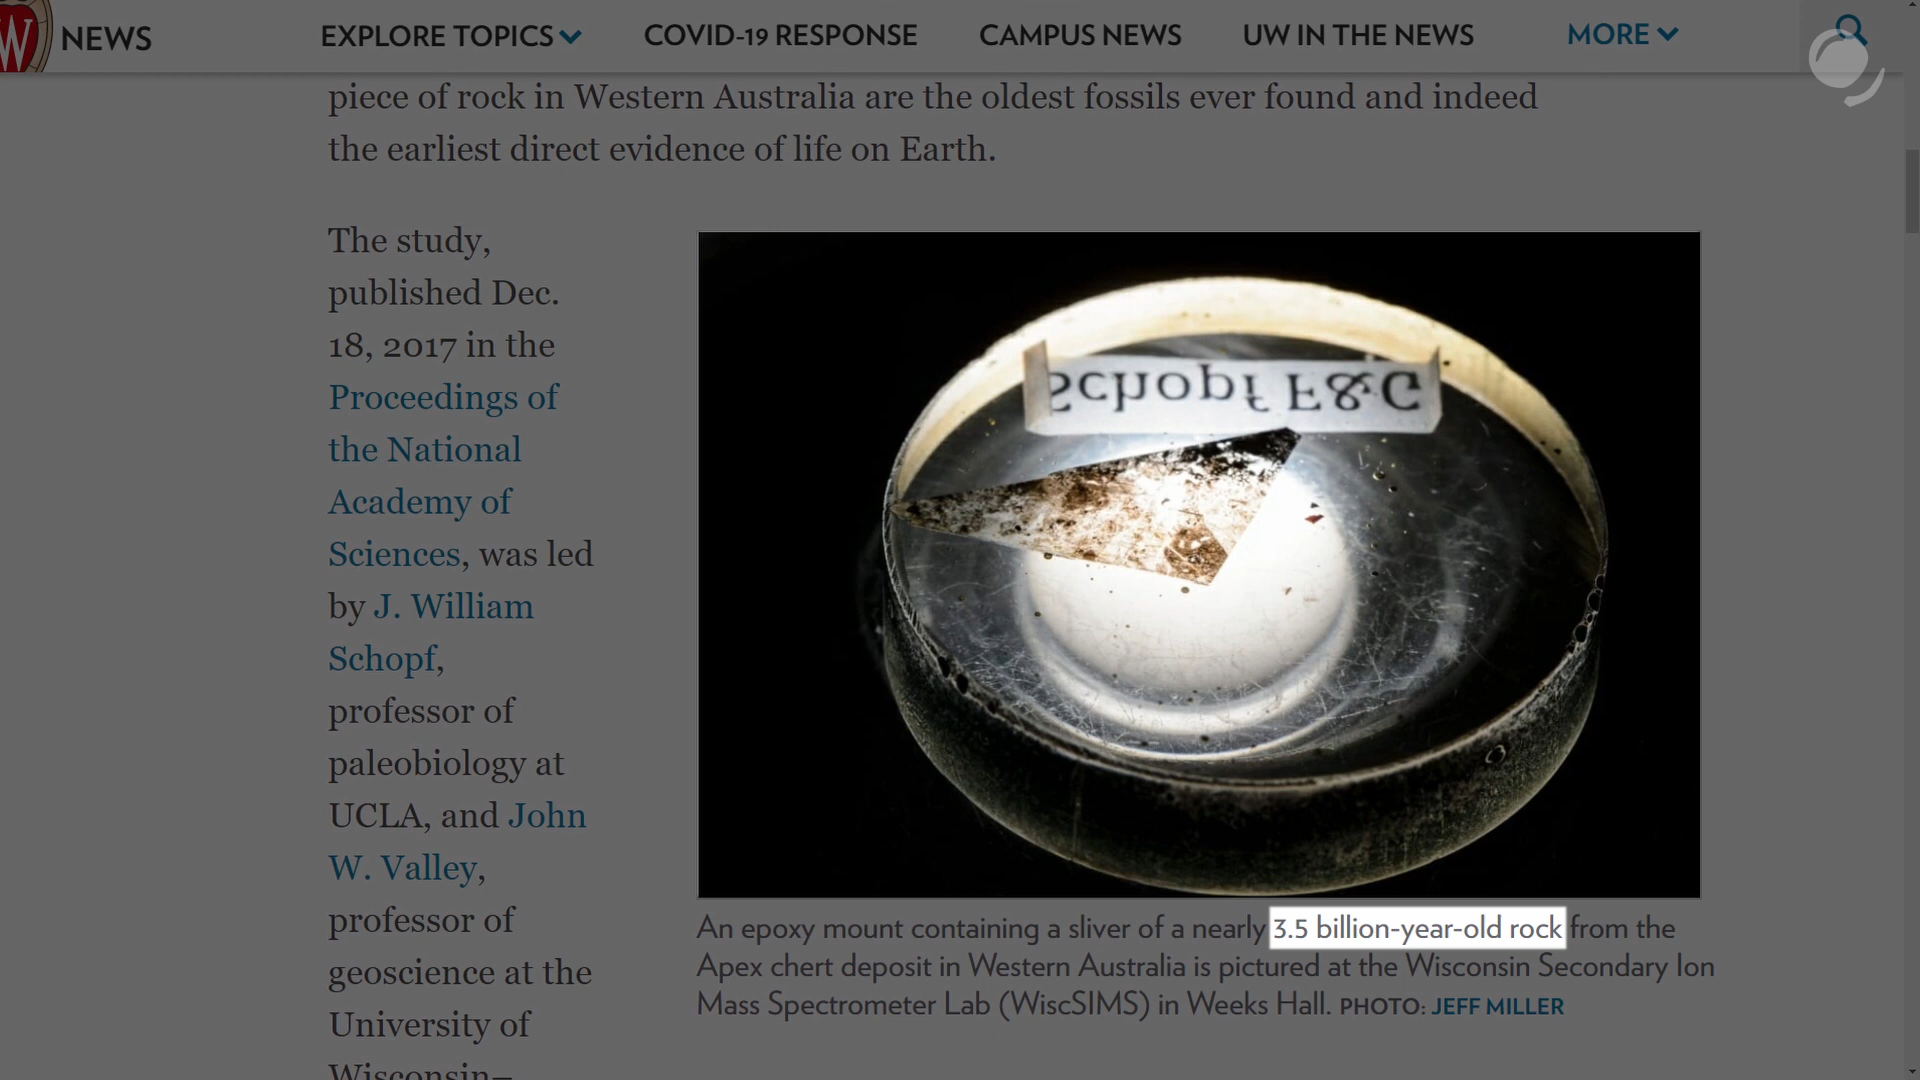 W NEWS
EXPLORE TOPICS
COVID-19 RESPONSE
CAMPUS NEWS
UW IN THE NEWS
MORE
piece of rock in Western Australia are the oldest fossils ever found and indeed
the earliest direct evidence of life on Earth.
The study,
published Dec.
18, 2017 in the
Proceedings of
the National
Academy of
Sciences, was led
by J. William
Schopf,
professor of
paleobiology at
UCLA, and John
W. Valley,
professor of
geoscience at the
University of
Wisconsin–
Schopf F&G
An epoxy mount containing a sliver of a nearly 3.5 billion-year-old rock from the
Apex chert deposit in Western Australia is pictured at the Wisconsin Secondary Ion
Mass Spectrometer Lab (WiscSIMS) in Weeks Hall. PHOTO: JEFF MILLER